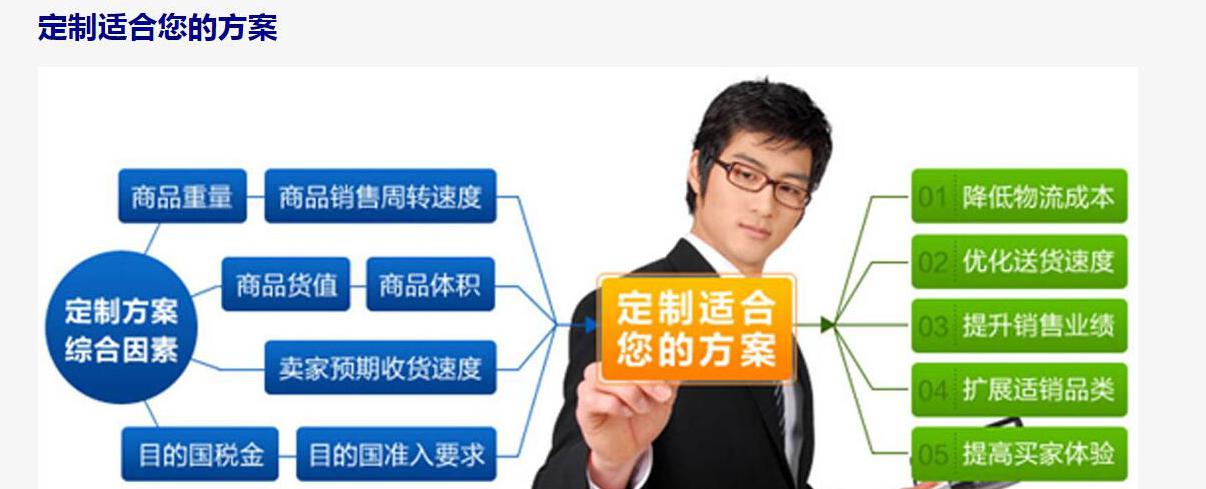 定制适合您的方案
商品重量
商品销售周转速度
商品货值
商品体积
定制方案
综合因素
卖家预期收货速度
目的国税金
目的国准入要求
定制适合
您的方案
01 降低物流成本
02 优化送货速度
03 提升销售业绩
04 扩展适销品类
05 提高买家体验